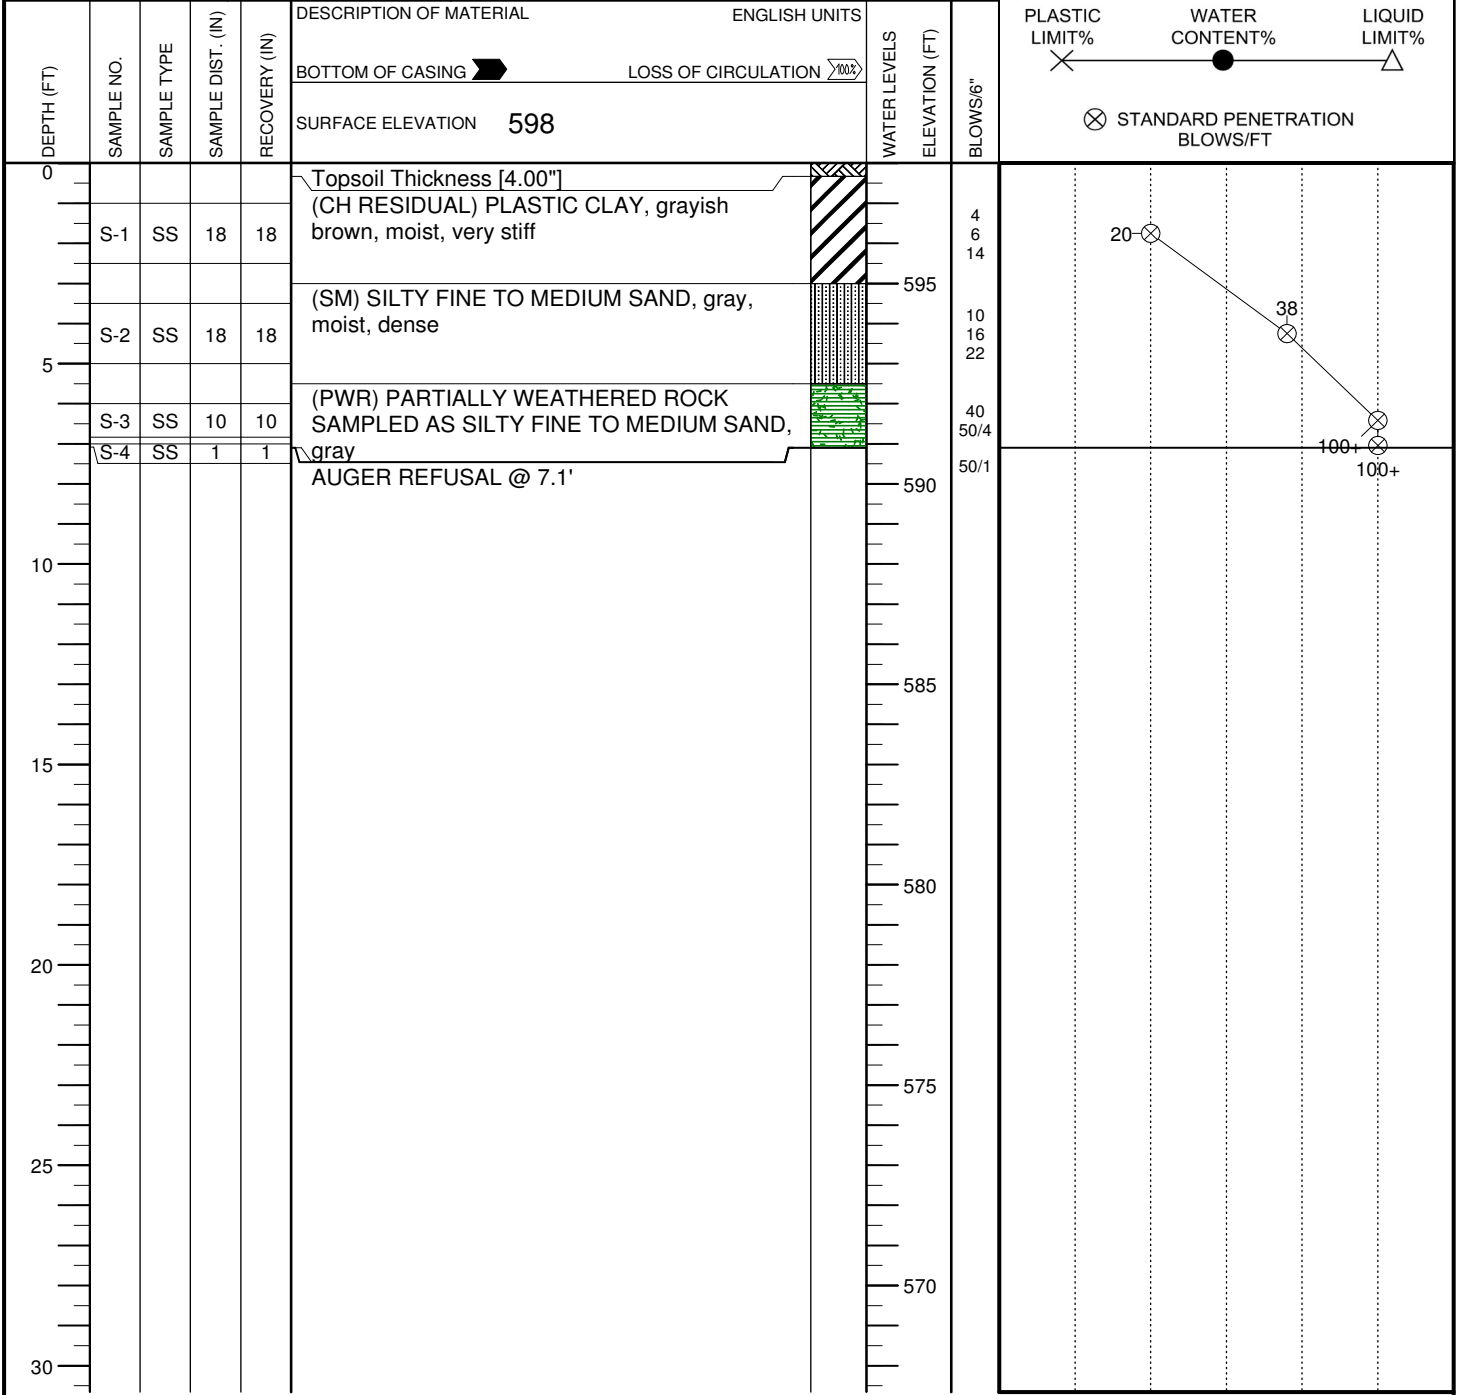 DEPTH (FT)
SAMPLE NO.
SAMPLE TYPE
SAMPLE DIST. (IN)
RECOVERY (IN)
DESCRIPTION OF MATERIAL
ENGLISH UNITS
BOTTOM OF CASING
LOSS OF CIRCULATION
100%
SURFACE ELEVATION 598
WATER LEVELS
ELEVATION (FT)
BLOWS/6"
PLASTIC LIMIT%
WATER CONTENT%
LIQUID LIMIT%
STANDARD PENETRATION
BLOWS/FT
0
Topsoil Thickness [4.00"]
(CH RESIDUAL) PLASTIC CLAY, grayish
brown, moist, very stiff
S-1 SS 18 18
4
6
14
20
595
(SM) SILTY FINE TO MEDIUM SAND, gray,
moist, dense
S-2 SS 18 18
10
16
22
38
5
(PWR) PARTIALLY WEATHERED ROCK
SAMPLED AS SILTY FINE TO MEDIUM SAND,
gray
S-3 SS 10 10
40
50/4
100+
S-4 SS 1 1
50/1
100+
AUGER REFUSAL @ 7.1'
590
10
585
15
580
20
575
25
570
30